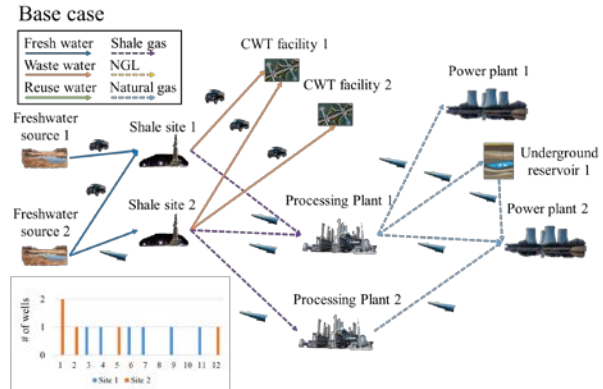 Base case
Fresh water Shale gas
Waste water NGL
Reuse water Natural gas
CWT facility 1
CWT facility 2
Power plant 1
Freshwater
source 1
Shale site 1
Underground
reservoir 1
Freshwater
source 2
Shale site 2
Processing Plant 1
Power plant 2
Processing Plant 2
# of wells
2
1
0
1 2 3 4 5 6 7 8 9 10 11 12
Site 1 Site 2